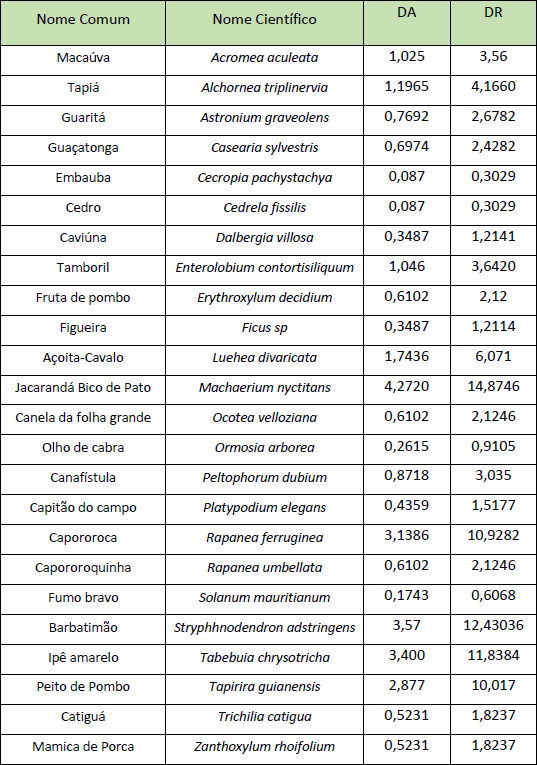 Nome Comum Nome Científico DA DR
Macaúva Acromea aculeata 1,025 3,56
Tapiá Alchornea triplinervia 1,1965 4,1660
Guaritá Astronium graveolens 0,7692 2,6782
Guaçatonga Casearia sylvestris 0,6974 2,4282
Embauba Cecropia pachystachya 0,087 0,3029
Cedro Cedrela fissilis 0,087 0,3029
Caviúna Dalbergia villosa 0,3487 1,2141
Tamboril Enterolobium contortisiliquum 1,046 3,6420
Fruta de pombo Erythroxylum decidium 0,6102 2,12
Figueira Ficus sp 0,3487 1,2114
Açoita-Cavalo Luehea divaricata 1,7436 6,071
Jacarandá Bico de Pato Machaerium nyctitans 4,2720 14,8746
Canela da folha grande Ocotea velloziana 0,6102 2,1246
Olho de cabra Ormosia arborea 0,2615 0,9105
Canafístula Peltophorum dubium 0,8718 3,035
Capitão do campo Platypodium elegans 0,4359 1,5177
Capororoca Rapanea ferruginea 3,1386 10,9282
Capororoquinha Rapanea umbellata 0,6102 2,1246
Fumo bravo Solanum mauritianum 0,1743 0,6068
Barbatimão Stryphhnodendron adstringens 3,57 12,43036
Ipê amarelo Tabebuia chrysotricha 3,400 11,8384
Peito de Pombo Tapirira guianensis 2,877 10,017
Catiguá Trichilia catigua 0,5231 1,8237
Mamica de Porca Zanthoxylum rhoifolium 0,5231 1,8237